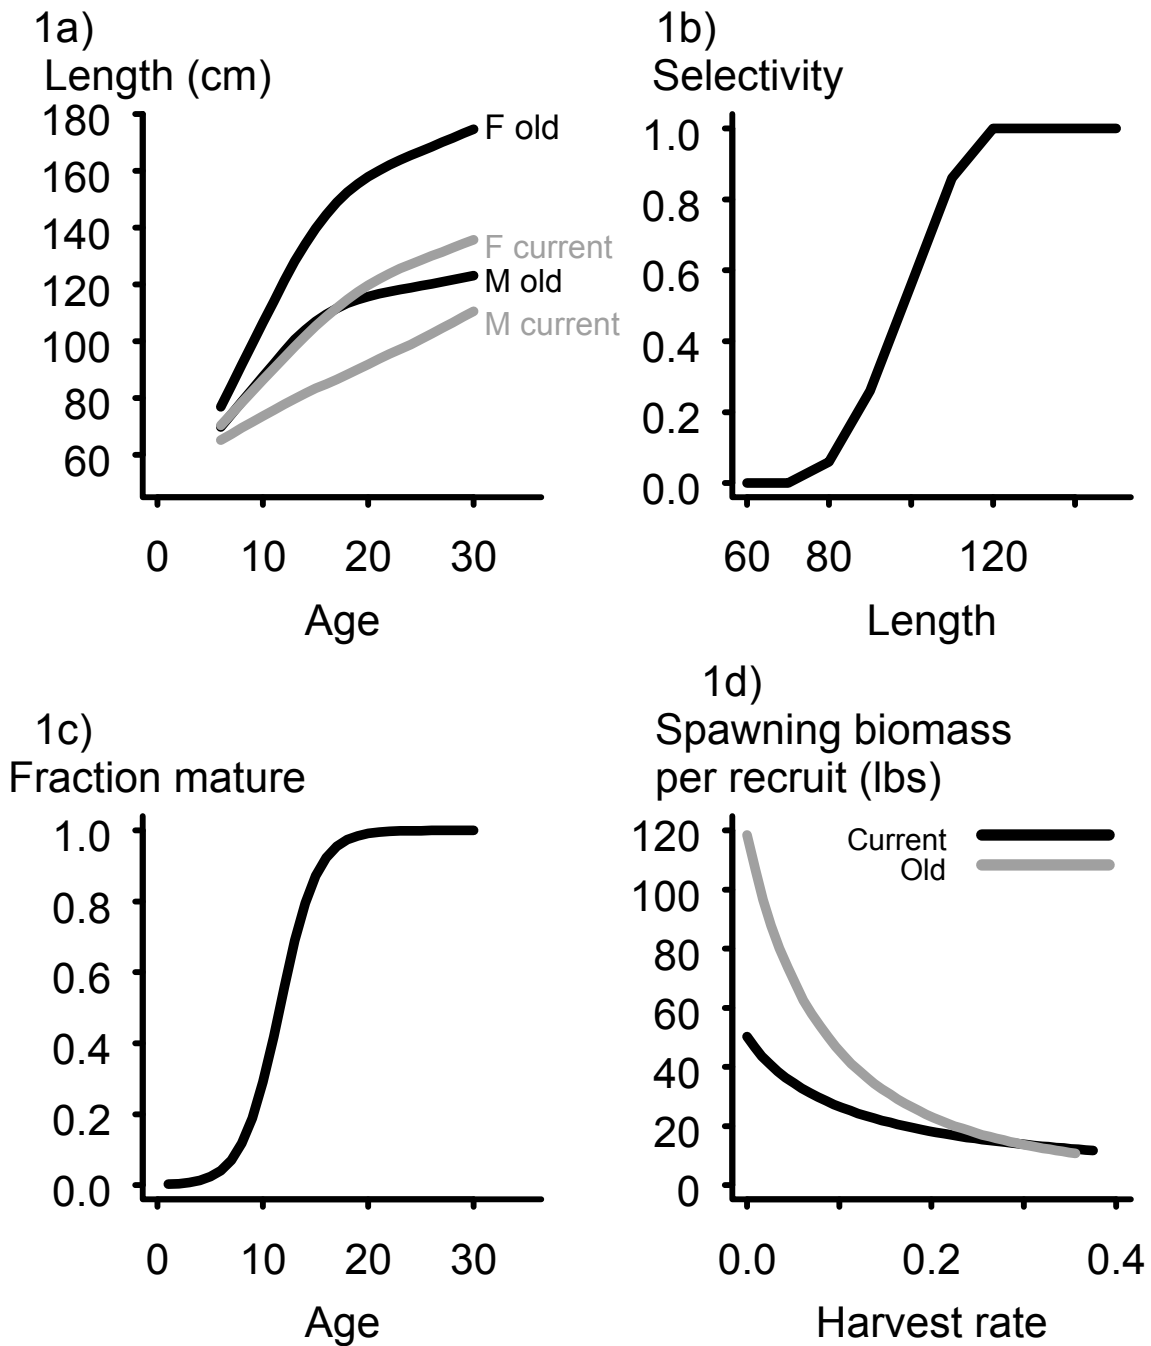 1a)
Length (cm)
180
160
140
120
100
80
60
F old
F current
M old
M current
0 10 20 30
Age
1b)
Selectivity
1.0
0.8
0.6
0.4
0.2
0.0
60 80 120
Length
1c)
Fraction mature
1.0
0.8
0.6
0.4
0.2
0.0
0 10 20 30
Age
1d)
Spawning biomass
per recruit (lbs)
120
100
80
60
40
20
0
Current
Old
0.0 0.2 0.4
Harvest rate